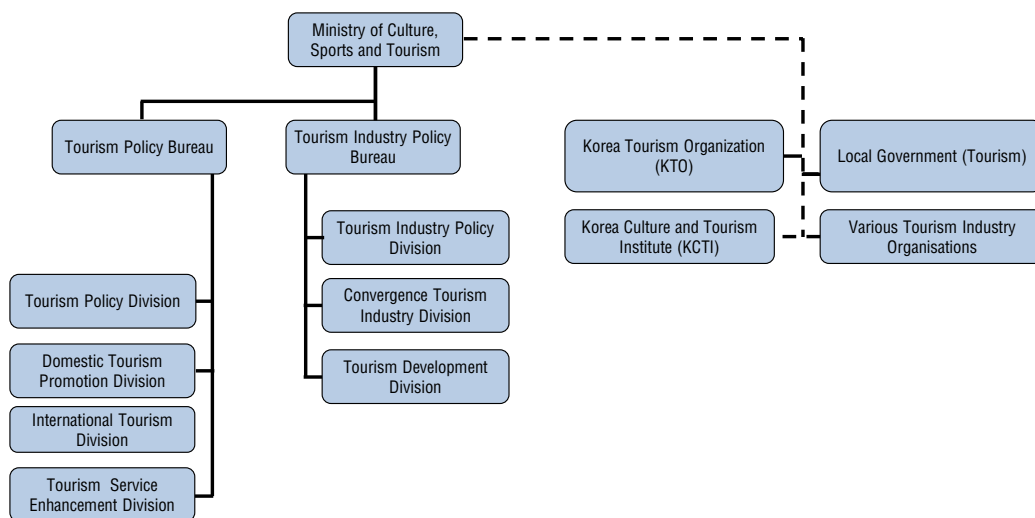 Ministry of Culture,
Sports and Tourism
Tourism Policy Bureau
Tourism Industry Policy
Bureau
Korea Tourism Organization
(KTO)
Local Government (Tourism)
Tourism Industry Policy
Division
Korea Culture and Tourism
Institute (KCTI)
Various Tourism Industry
Organisations
Tourism Policy Division
Convergence Tourism
Industry Division
Domestic Tourism
Promotion Division
Tourism Development
Division
International Tourism
Division
Tourism Service
Enhancement Division